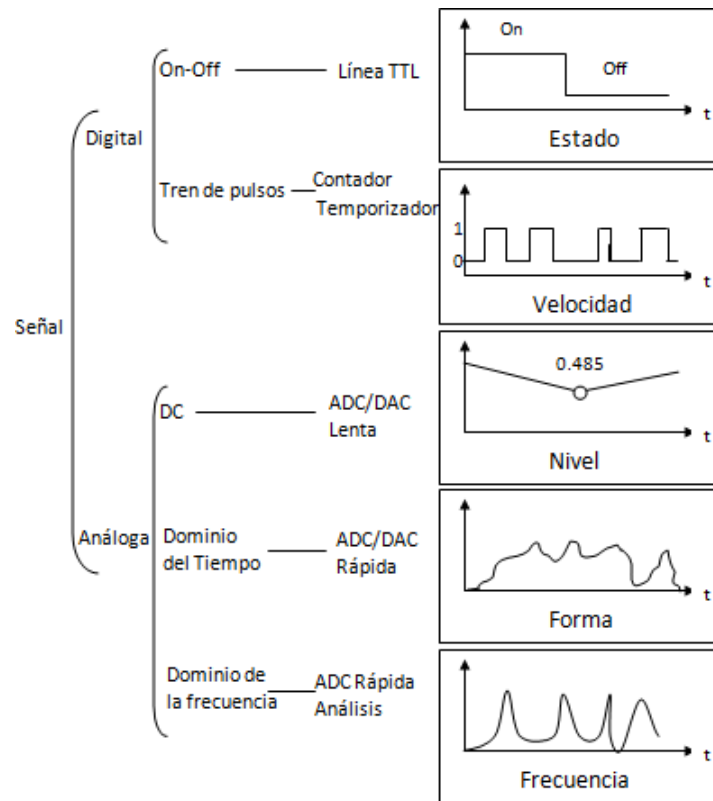 Señal
Digital
On-Off
Línea TTL
On
Off
t
Estado
Tren de pulsos
Contador
Temporizador
1
0
t
Velocidad
Análoga
DC
ADC/DAC
Lenta
0.485
t
Nivel
Dominio
del Tiempo
ADC/DAC
Rápida
t
Forma
Dominio de
la frecuencia
ADC Rápida
Análisis
t
Frecuencia